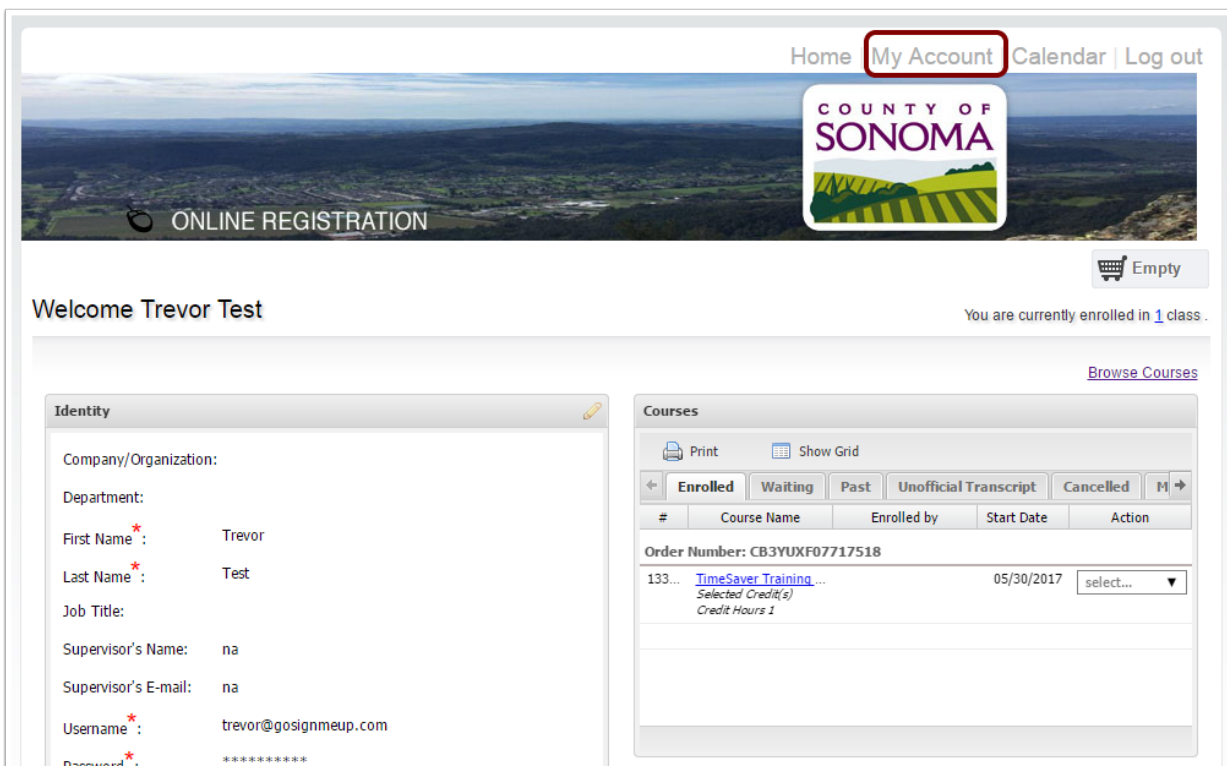 Home | My Account | Calendar | Log out
COUNTY OF
SONOMA
ONLINE REGISTRATION
Empty
Welcome Trevor Test
You are currently enrolled in 1 class .
Browse Courses
Identity
Company/Organization:
Department:
First Name*: Trevor
Last Name*: Test
Job Title:
Supervisor's Name: na
Supervisor's E-mail: na
Username*: trevor@gosignmeup.com
Password*: **********
Courses
Print Show Grid
Enrolled Waiting Past Unofficial Transcript Cancelled M
# Course Name Enrolled by Start Date Action
Order Number: CB3YUXF07717518
133... TimeSaver Training ... 05/30/2017 select...
Selected Credit(s)
Credit Hours 1